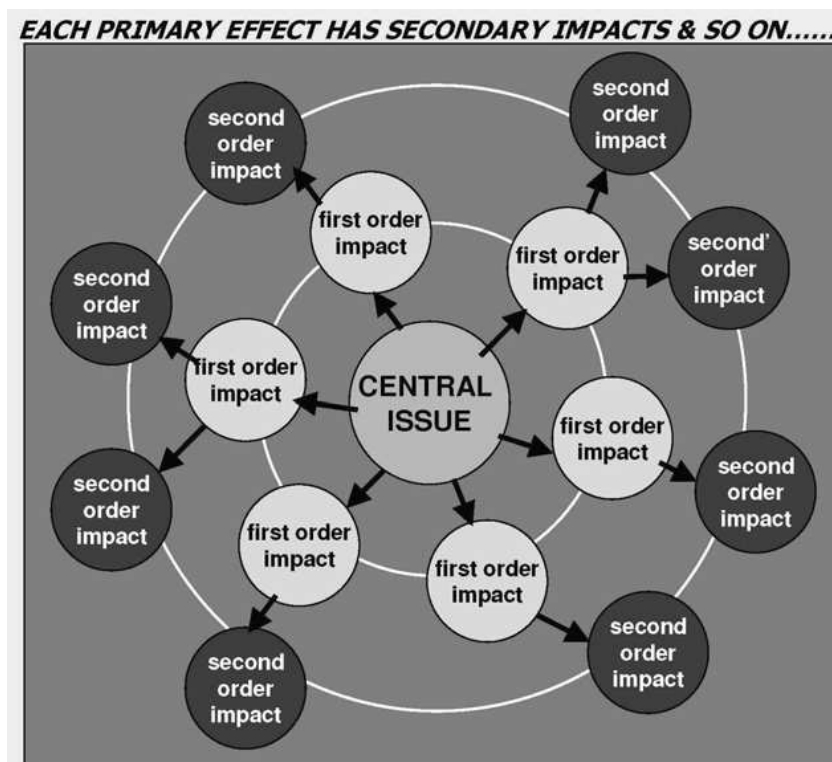 EACH PRIMARY EFFECT HAS SECONDARY IMPACTS & SO ON......
second
order
impact
second
order
impact
first order
impact
first order
impact
second'
order
impact
second
order
impact
first order
impact
CENTRAL
ISSUE
first order
impact
second
order
impact
second
order
impact
first order
impact
first order
impact
second
order
impact
second
order
impact